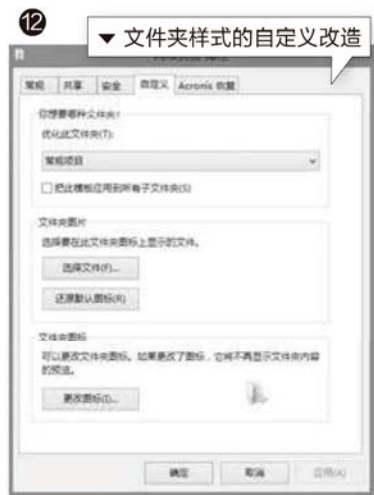 ⑫
▼ 文件夹样式的自定义改造
常规 共享 安全 自定义 Acronis 恢复
你想要哪种文件夹?
优化此文件夹(T):
常规项目
把此模板应用到所有子文件夹(S)
文件夹图片
选择要在此文件夹图标上显示的文件。
选择文件(F)...
还原默认图标(R)
文件夹图标
可以更改文件夹图标。如果更改了图标，它将不再显示文件夹内容
的预览。
更改图标(I)...
确定 取消 应用(A)